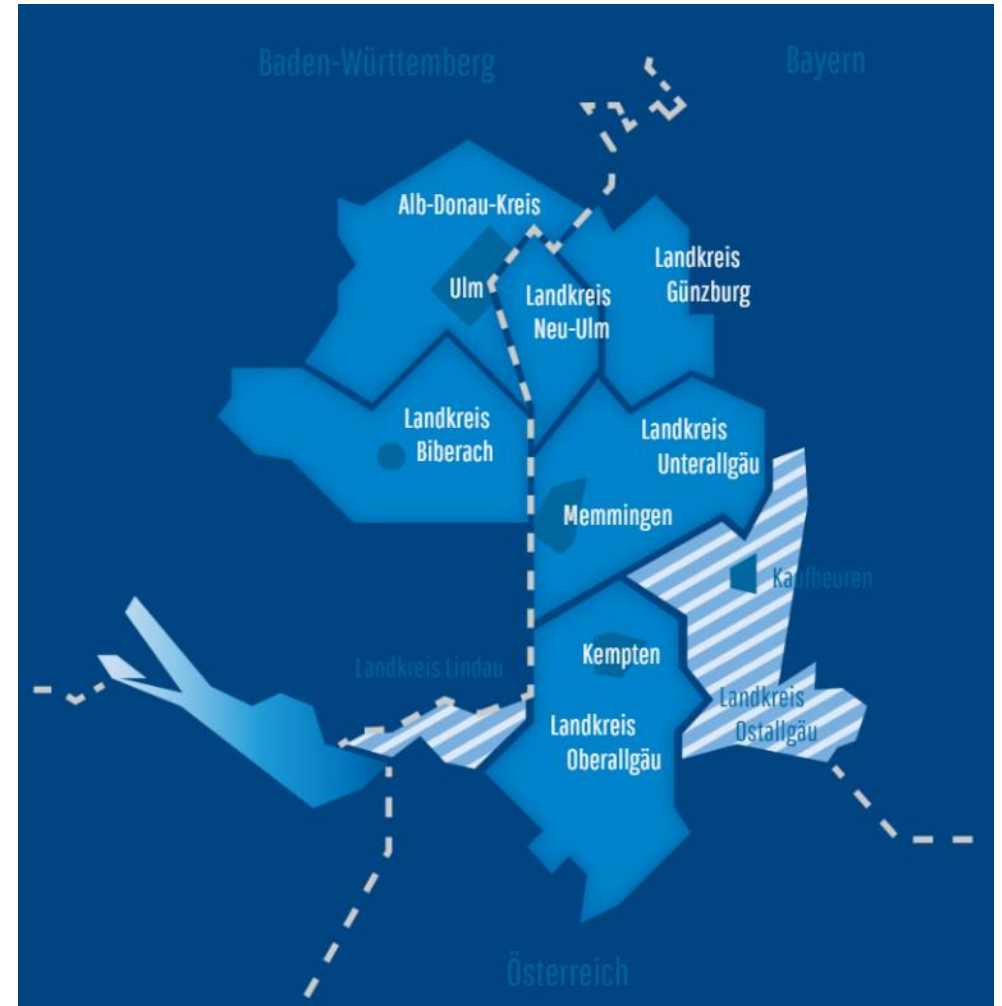 Baden-Württemberg
Bayern
Alb-Donau-Kreis
Landkreis
Günzburg
Ulm
Landkreis
Neu-Ulm
Landkreis
Biberach
Landkreis
Unterallgäu
Memmingen
Kaufbeuren
Kempten
Landkreis Lindau
Landkreis
Ostallgäu
Landkreis
Oberallgäu
Österreich